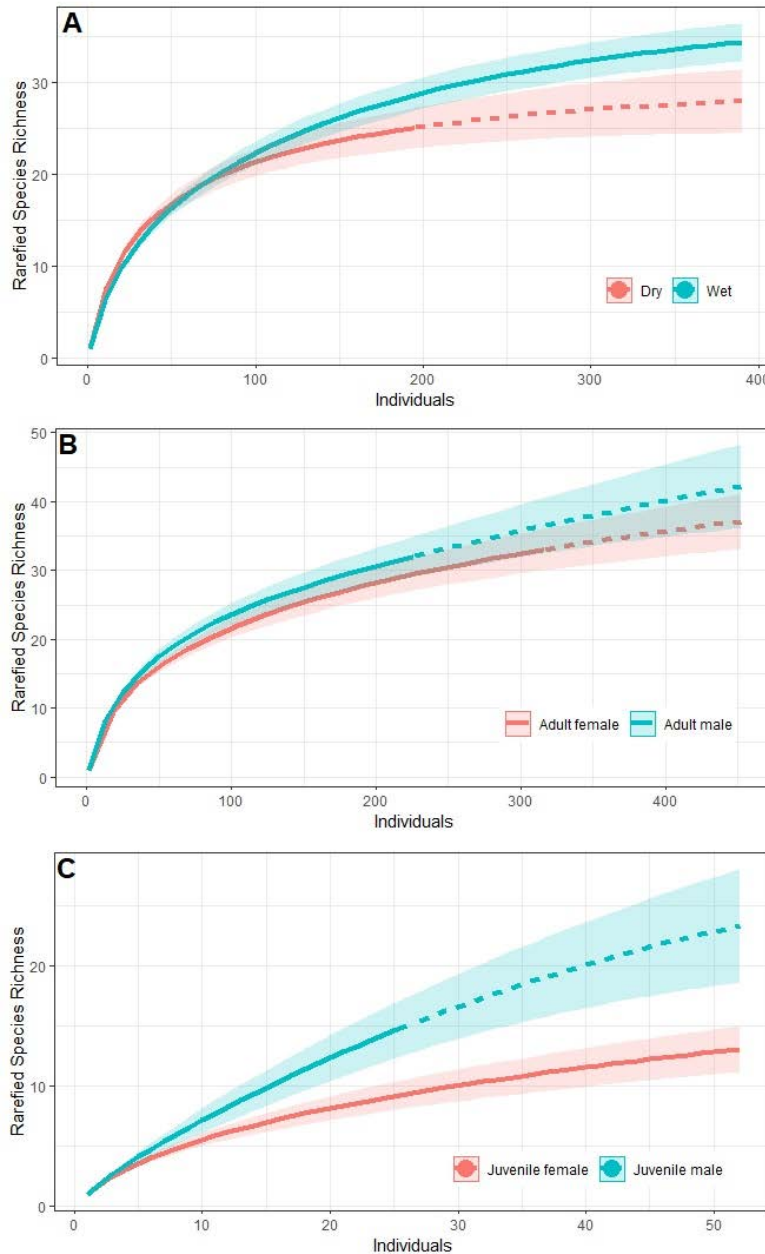 A
Rarefied Species Richness
30
20
10
0
Dry Wet
0 100 200 300 400
Individuals
B
Rarefied Species Richness
50
40
30
20
10
0
Adult female Adult male
0 100 200 300 400
Individuals
C
Rarefied Species Richness
20
10
0
Juvenile female Juvenile male
0 10 20 30 40 50
Individuals